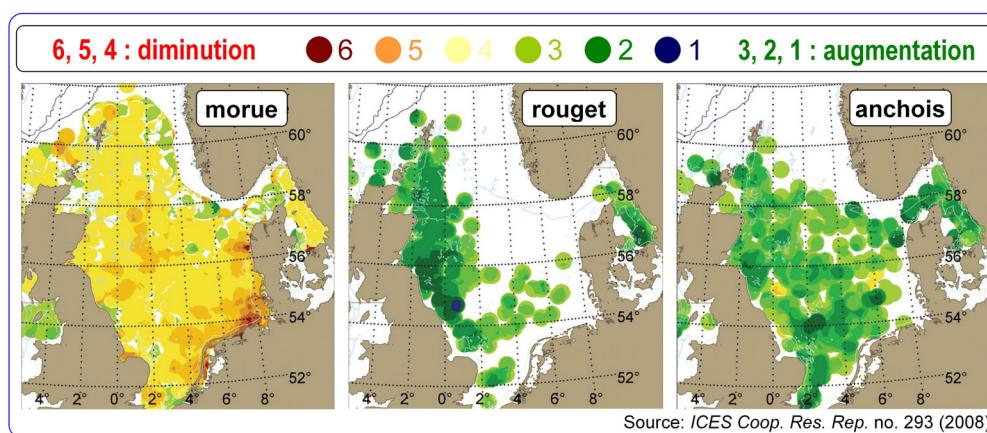 6, 5, 4 : diminution 6 5 4 3 2 1 3, 2, 1 : augmentation
morue rouget anchois
60° 60° 60°
58° 58° 58°
56° 56° 56°
54° 54° 54°
52° 52° 52°
4° 2° 0° 2° 4° 6° 8° 4° 2° 0° 2° 4° 6° 8° 4° 2° 0° 2° 4° 6° 8°
Source: ICES Coop. Res. Rep. no. 293 (2008)